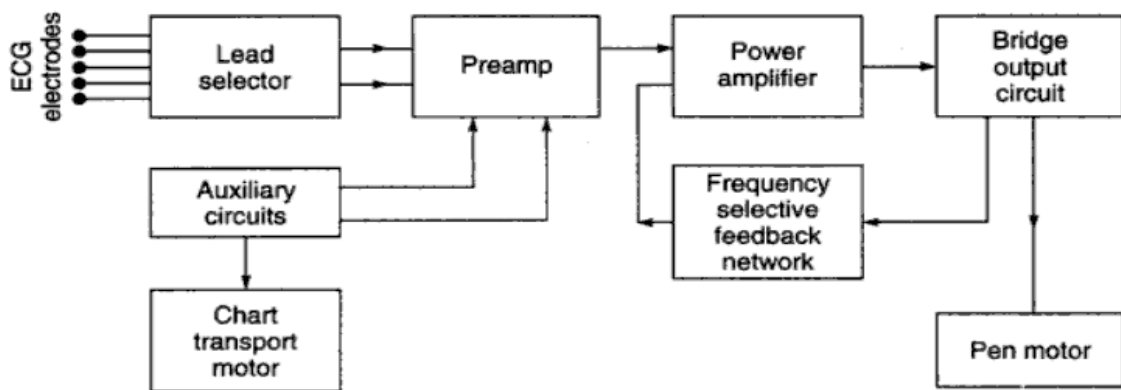 ECG
electrodes
Lead
selector
Preamp
Power
amplifier
Bridge
output
circuit
Auxiliary
circuits
Frequency
selective
feedback
network
Chart
transport
motor
Pen motor